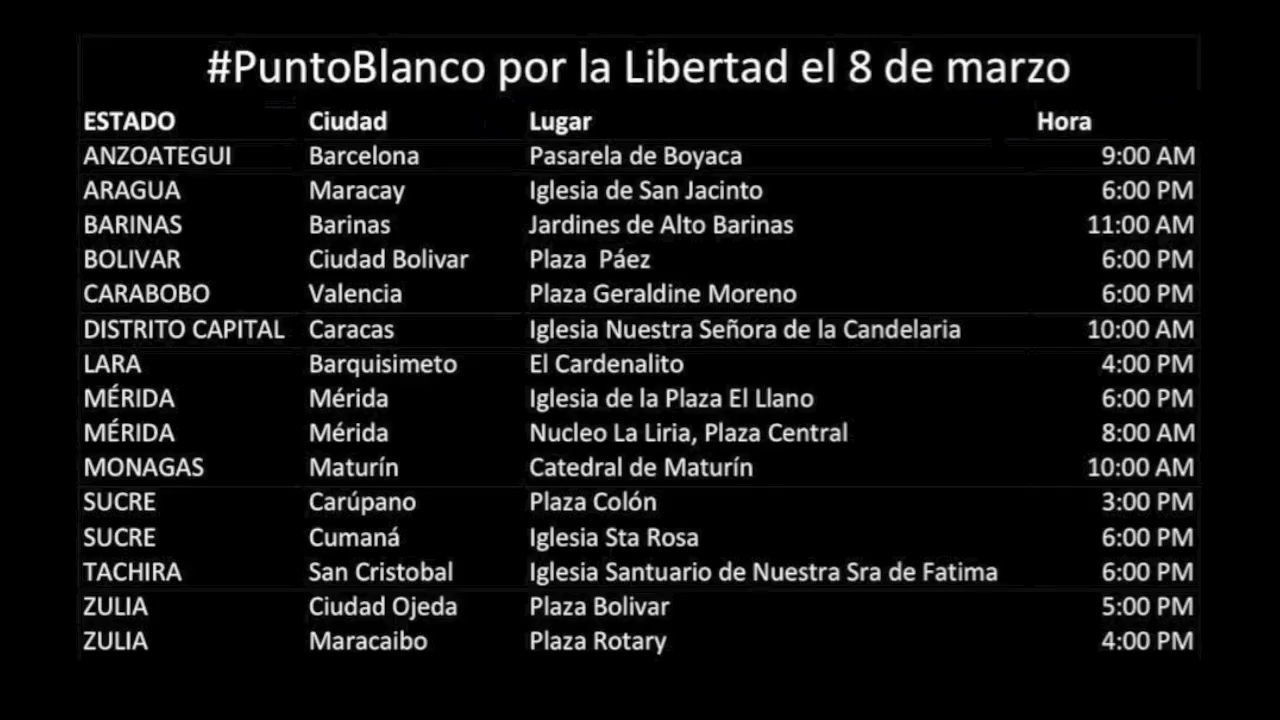 #PuntoBlanco por la Libertad el 8 de marzo
ESTADO Ciudad Lugar Hora
ANZOATEGUI Barcelona Pasarela de Boyaca 9:00 AM
ARAGUA Maracay Iglesia de San Jacinto 6:00 PM
BARINAS Barinas Jardines de Alto Barinas 11:00 AM
BOLIVAR Ciudad Bolivar Plaza Páez 6:00 PM
CARABOBO Valencia Plaza Geraldine Moreno 6:00 PM
DISTRITO CAPITAL Caracas Iglesia Nuestra Señora de la Candelaria 10:00 AM
LARA Barquisimeto El Cardenalito 4:00 PM
MÉRIDA Mérida Iglesia de la Plaza El Llano 6:00 PM
MÉRIDA Mérida Nucleo La Liria, Plaza Central 8:00 AM
MONAGAS Maturín Catedral de Maturín 10:00 AM
SUCRE Carúpano Plaza Colón 3:00 PM
SUCRE Cumaná Iglesia Sta Rosa 6:00 PM
TACHIRA San Cristobal Iglesia Santuario de Nuestra Sra de Fatima 6:00 PM
ZULIA Ciudad Ojeda Plaza Bolivar 5:00 PM
ZULIA Maracaibo Plaza Rotary 4:00 PM